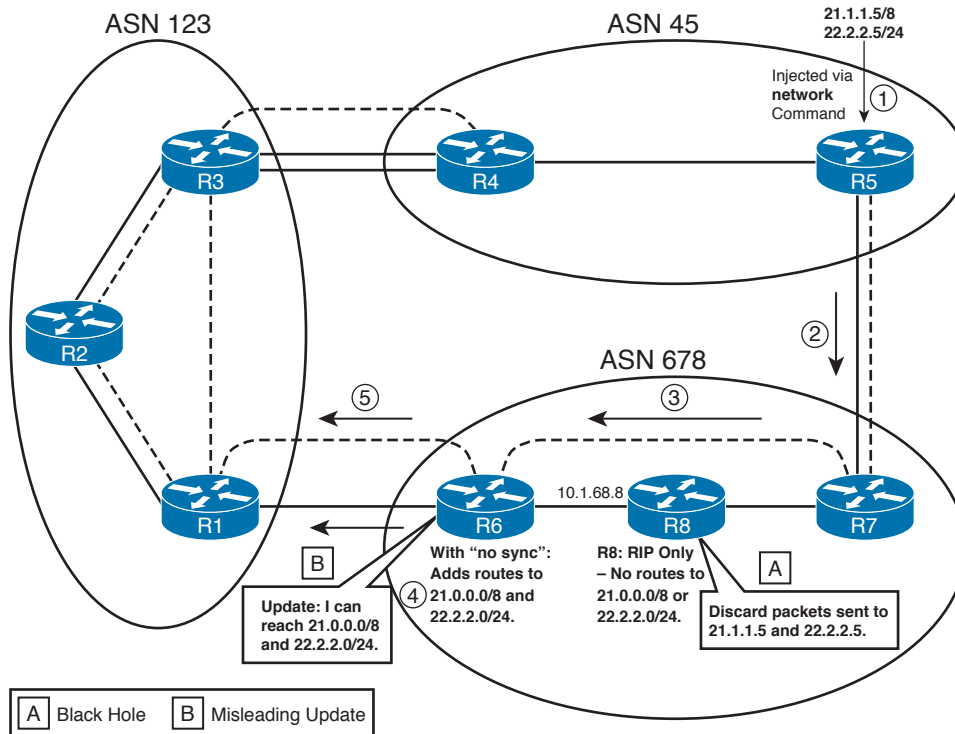 ASN 123
ASN 45
21.1.1.5/8
22.2.2.5/24
Injected via
network
Command
1
R3
R4
R5
R2
2
ASN 678
5
3
10.1.68.8
R1
R6
R8
R7
B
With “no sync”:
Adds routes to
21.0.0.0/8 and
22.2.2.0/24.
R8: RIP Only
– No routes to
21.0.0.0/8 or
22.2.2.0/24.
A
4
Update: I can
reach 21.0.0.0/8
and 22.2.2.0/24.
Discard packets sent to
21.1.1.5 and 22.2.2.5.
A Black Hole
B Misleading Update